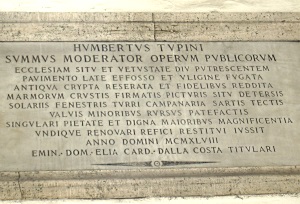 HVMBERTVS TVPINI
SVMMVS MODERATOR OPERVM PVBLICORVM
ECCLESIAM SITV ET VETVSTATE DIV PVTRESCENTEM
PAVIMENTO LATE EFFOSSO ET VLIGINE FVGATA
ANTIQVA CRYPTA RESERATA ET FIDELIBVS REDDITA
MARMORVM CRVSTIS FIRMATIS PICTVRIS SITV DETERSIS
SOLARIIS FENESTRIS TVRRI CAMPANARIA SARTIS TECTIS
VALVIS MINORIBVS RVRSVS PATEFACTIS
SINGVLARI PIETATE ET DIGNA MAIORIBVS MAGNIFICENTIA
VNDIQVE RENOVARI REFICI RESTITVI IVSSIT
ANNO DOMINI MCMXLVIII
EMIN·DOM·ELIA CARD·DALLA COSTA TITVLARI